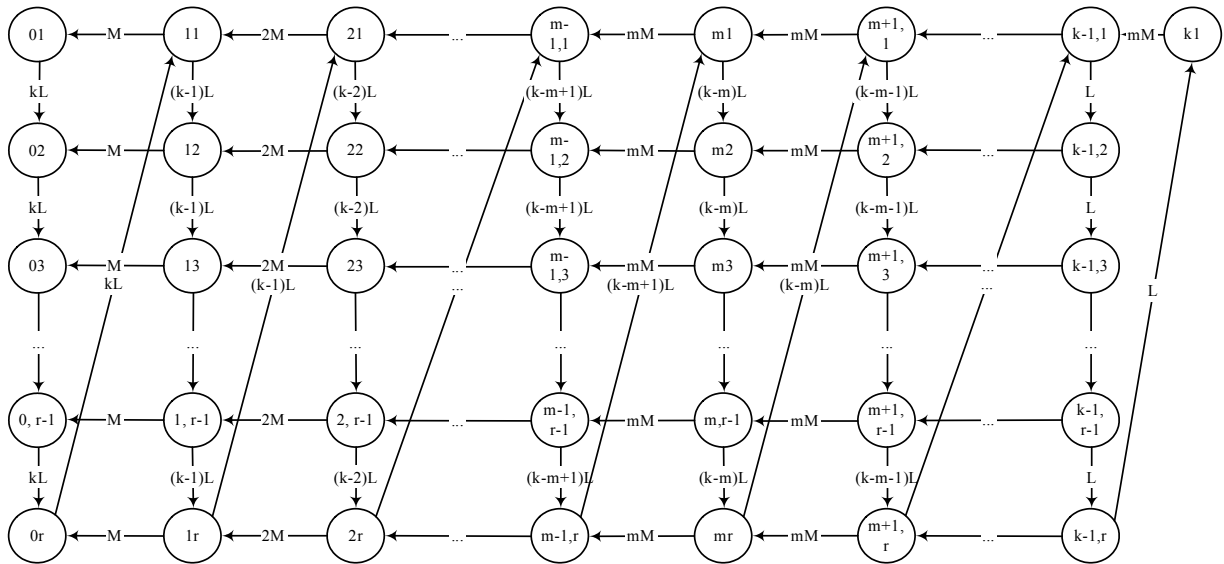 01 M 11 2M 21 ... m-
1,1 mM m1 mM m+1,
1 ... k-1,1 mM k1
kL (k-1)L (k-2)L (k-m+1)L (k-m)L (k-m-1)L L
02 M 12 2M 22 ... m-
1,2 mM m2 mM m+1,
2 ... k-1,2
kL (k-1)L (k-2)L (k-m+1)L (k-m)L (k-m-1)L L
03 M 13 2M 23 ... m-
1,3 mM m3 mM m+1,
3 ... k-1,3
kL (k-1)L ... (k-m+1)L (k-m)L ... L
... ... ... ... ... ... ...
0, r-1 M 1, r-1 2M 2, r-1 ... m-1,
r-1 mM m,r-1 mM m+1,
r-1 ... k-1,
r-1
kL (k-1)L (k-2)L (k-m+1)L (k-m)L (k-m-1)L L
0r M 1r 2M 2r ... m-1,r mM mr mM m+1,
r ... k-1,r